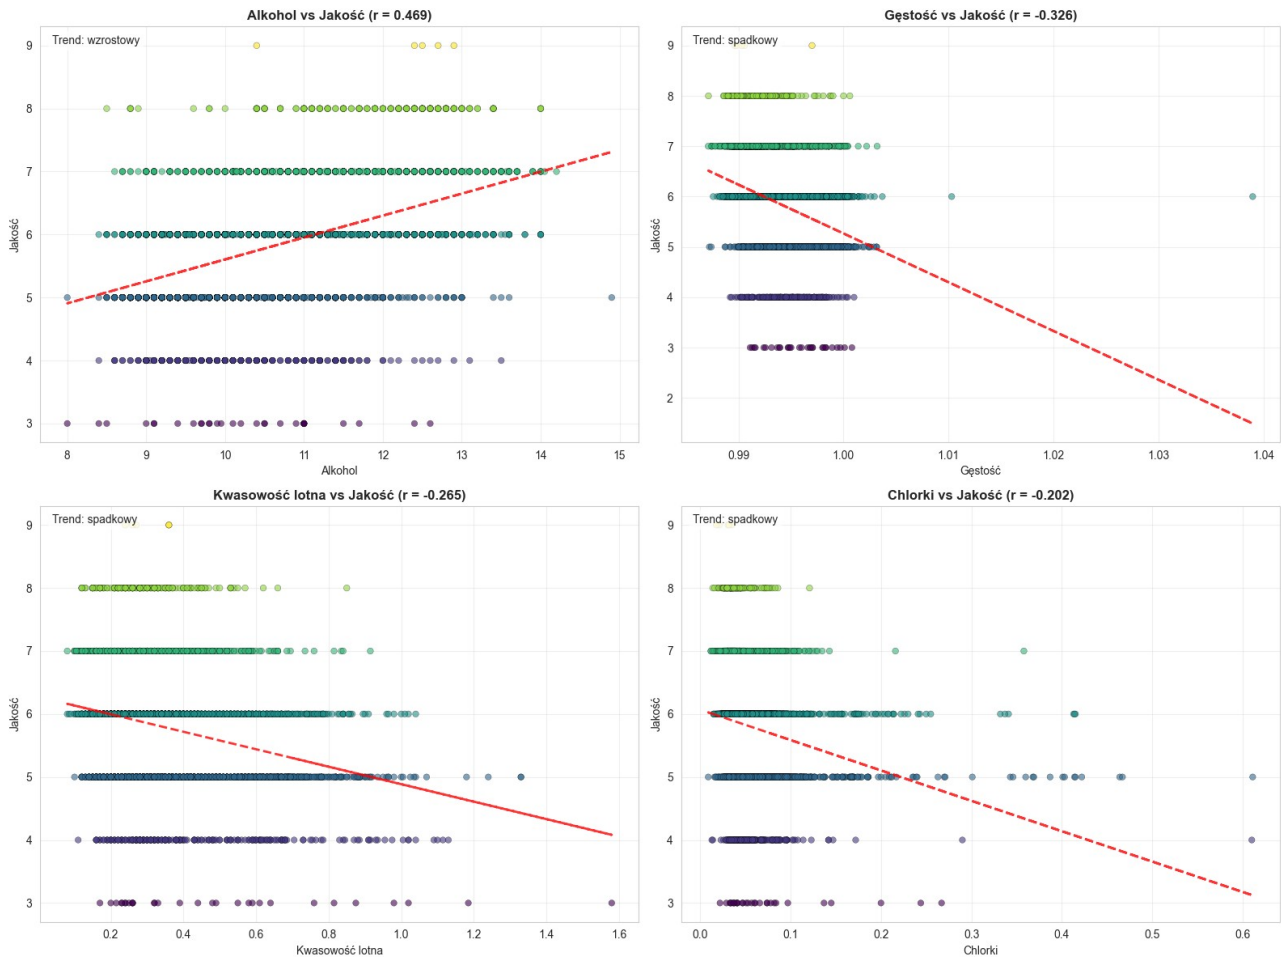 Alkohol vs Jakość (r = 0.469)
Trend: wzrostowy
9
8
7
6
5
4
3
Jakość
8 9 10 11 12 13 14 15
Alkohol
Gęstość vs Jakość (r = -0.326)
Trend: spadkowy
9
8
7
6
5
4
3
2
Jakość
0.99 1.00 1.01 1.02 1.03 1.04
Gęstość
Kwasowość lotna vs Jakość (r = -0.265)
Trend: spadkowy
9
8
7
6
5
4
3
Jakość
0.2 0.4 0.6 0.8 1.0 1.2 1.4 1.6
Kwasowość lotna
Chlorki vs Jakość (r = -0.202)
Trend: spadkowy
9
8
7
6
5
4
3
Jakość
0.0 0.1 0.2 0.3 0.4 0.5 0.6
Chlorki